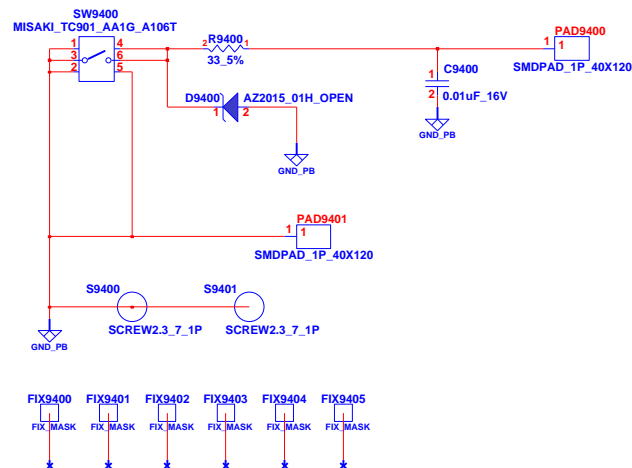 SW9400
MISAKI_TC901_AA1G_A106T
1 4
3 6
2 5
2 R9400 1
33_5%
PAD9400
1 1
SMDPAD_1P_40X120
C9400
1
2 0.01uF_16V
GND_PB
D9400 AZ2015_01H_OPEN
1 2
GND_PB
PAD9401
1 1
SMDPAD_1P_40X120
S9400 S9401
SCREW2.3_7_1P SCREW2.3_7_1P
GND_PB
FIX9400 FIX9401 FIX9402 FIX9403 FIX9404 FIX9405
FIX_MASK FIX_MASK FIX_MASK FIX_MASK FIX_MASK FIX_MASK